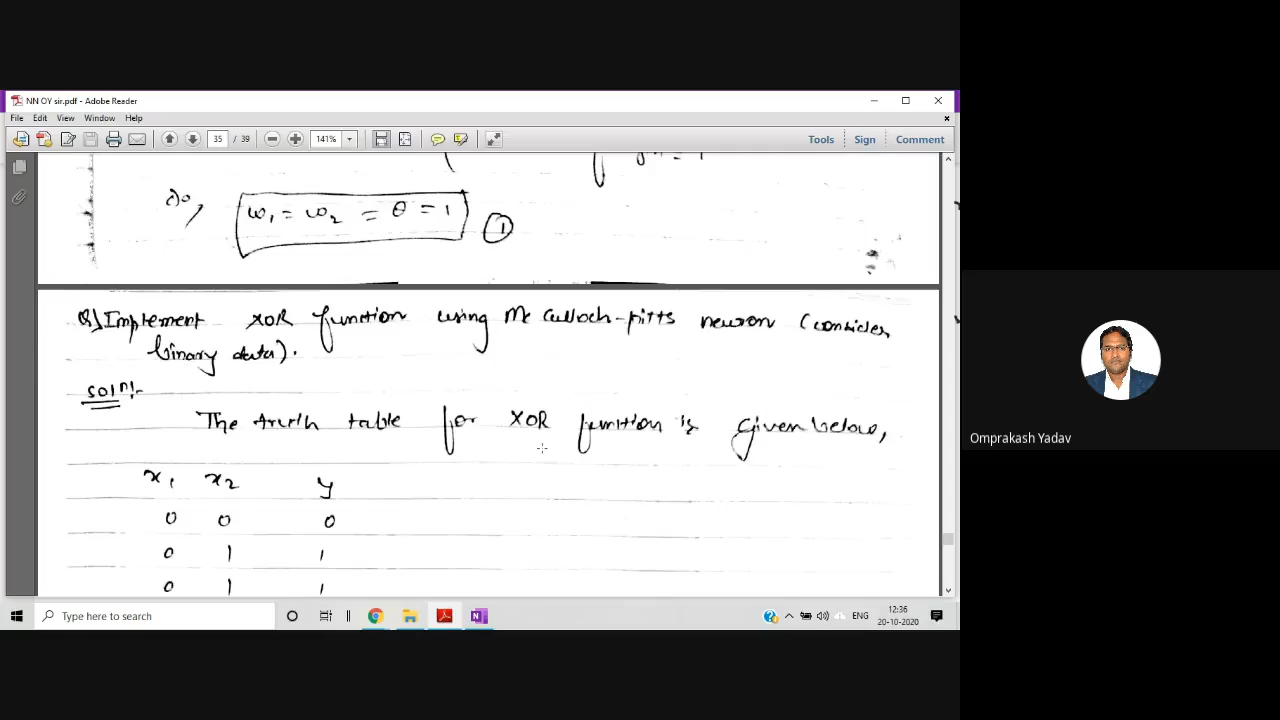 NN OY sir.pdf - Adobe Reader
File Edit View Window Help
35 / 39 141% Tools Sign Comment
So,
w1 = w2 = θ = 1 1
Q) Implement XOR function using Mc Culloch-pitts neuron (consider
binary data).
Soln:-
The truth table for XOR function is given below,
x1 x2 y
0 0 0
0 1 1
0 1 1
Omprakash Yadav
Type here to search
ENG
12:36
20-10-2020